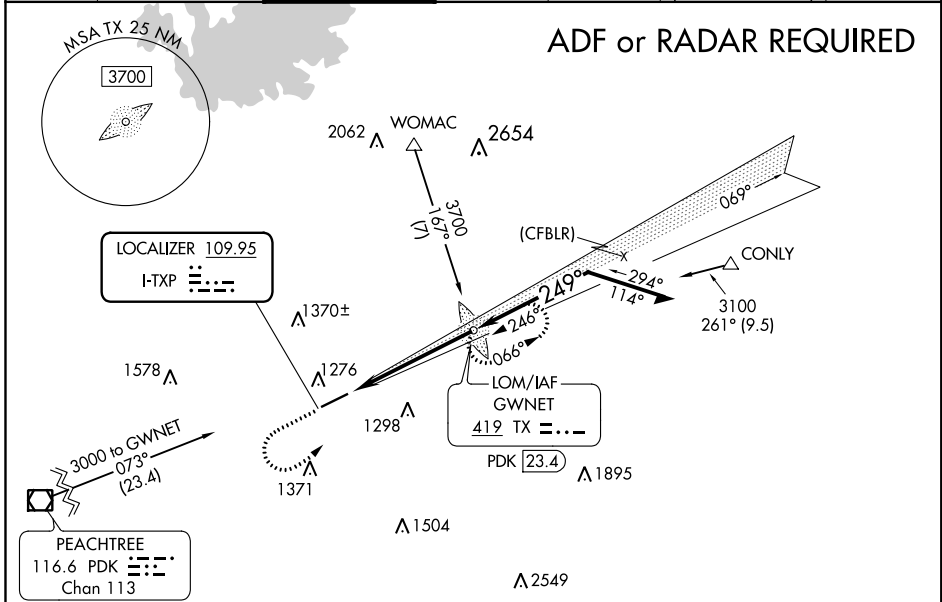 MSA TX 25 NM
3700
ADF or RADAR REQUIRED
2062
WOMAC
2654
3700
167°
(7)
069°
(CFBLR)
CONLY
294°
114°
3100
261° (9.5)
LOCALIZER 109.95
I-TXP
249°
246°
066°
1370±
1578
1276
1298
LOM/IAF
GWNET
419 TX
PDK 23.4
1895
3000 to GWNET
073°
(23.4)
1371
1504
PEACHTREE
116.6 PDK
Chan 113
2549